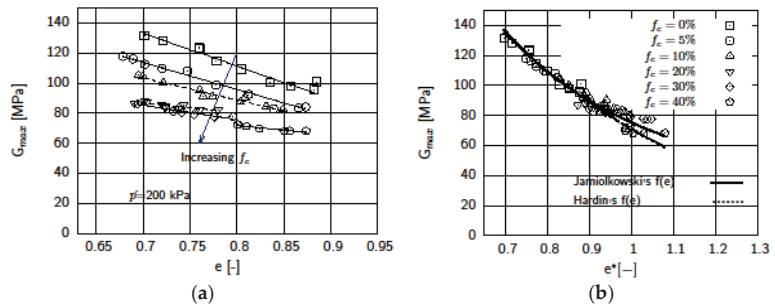 140
120
100
80
60
40
20
0
G_max [MPa]
Increasing f_c
p'=200 kPa
0.65 0.7 0.75 0.8 0.85 0.9 0.95
e [-]
(a)
140
120
100
80
60
40
20
0
G_max [MPa]
f_c = 0%
f_c = 5%
f_c = 10%
f_c = 20%
f_c = 30%
f_c = 40%
Jamiolkowski's f(e)
Hardin's f(e)
0.7 0.8 0.9 1 1.1 1.2 1.3
e*[—]
(b)